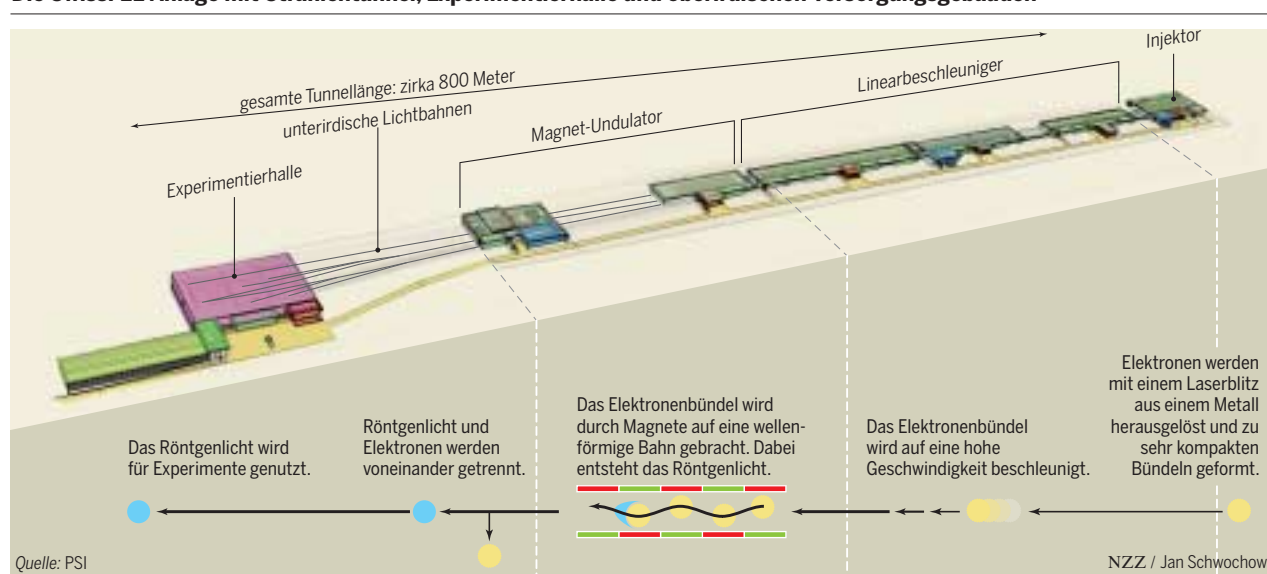 gesamte Tunnellänge: zirka 800 Meter
Injektor
Linearbeschleuniger
unterirdische Lichtbahnen
Magnet-Undulator
Experimentierhalle
Das Röntgenlicht wird
für Experimente genutzt.
Röntgenlicht und
Elektronen werden
voneinander getrennt.
Das Elektronenbündel wird
durch Magnete auf eine wellen-
förmige Bahn gebracht. Dabei
entsteht das Röntgenlicht.
Das Elektronenbündel
wird auf eine hohe
Geschwindigkeit beschleunigt.
Elektronen werden
mit einem Laserblitz
aus einem Metall
herausgelöst und zu
sehr kompakten
Bündeln geformt.
Quelle: PSI
NZZ / Jan Schwochow